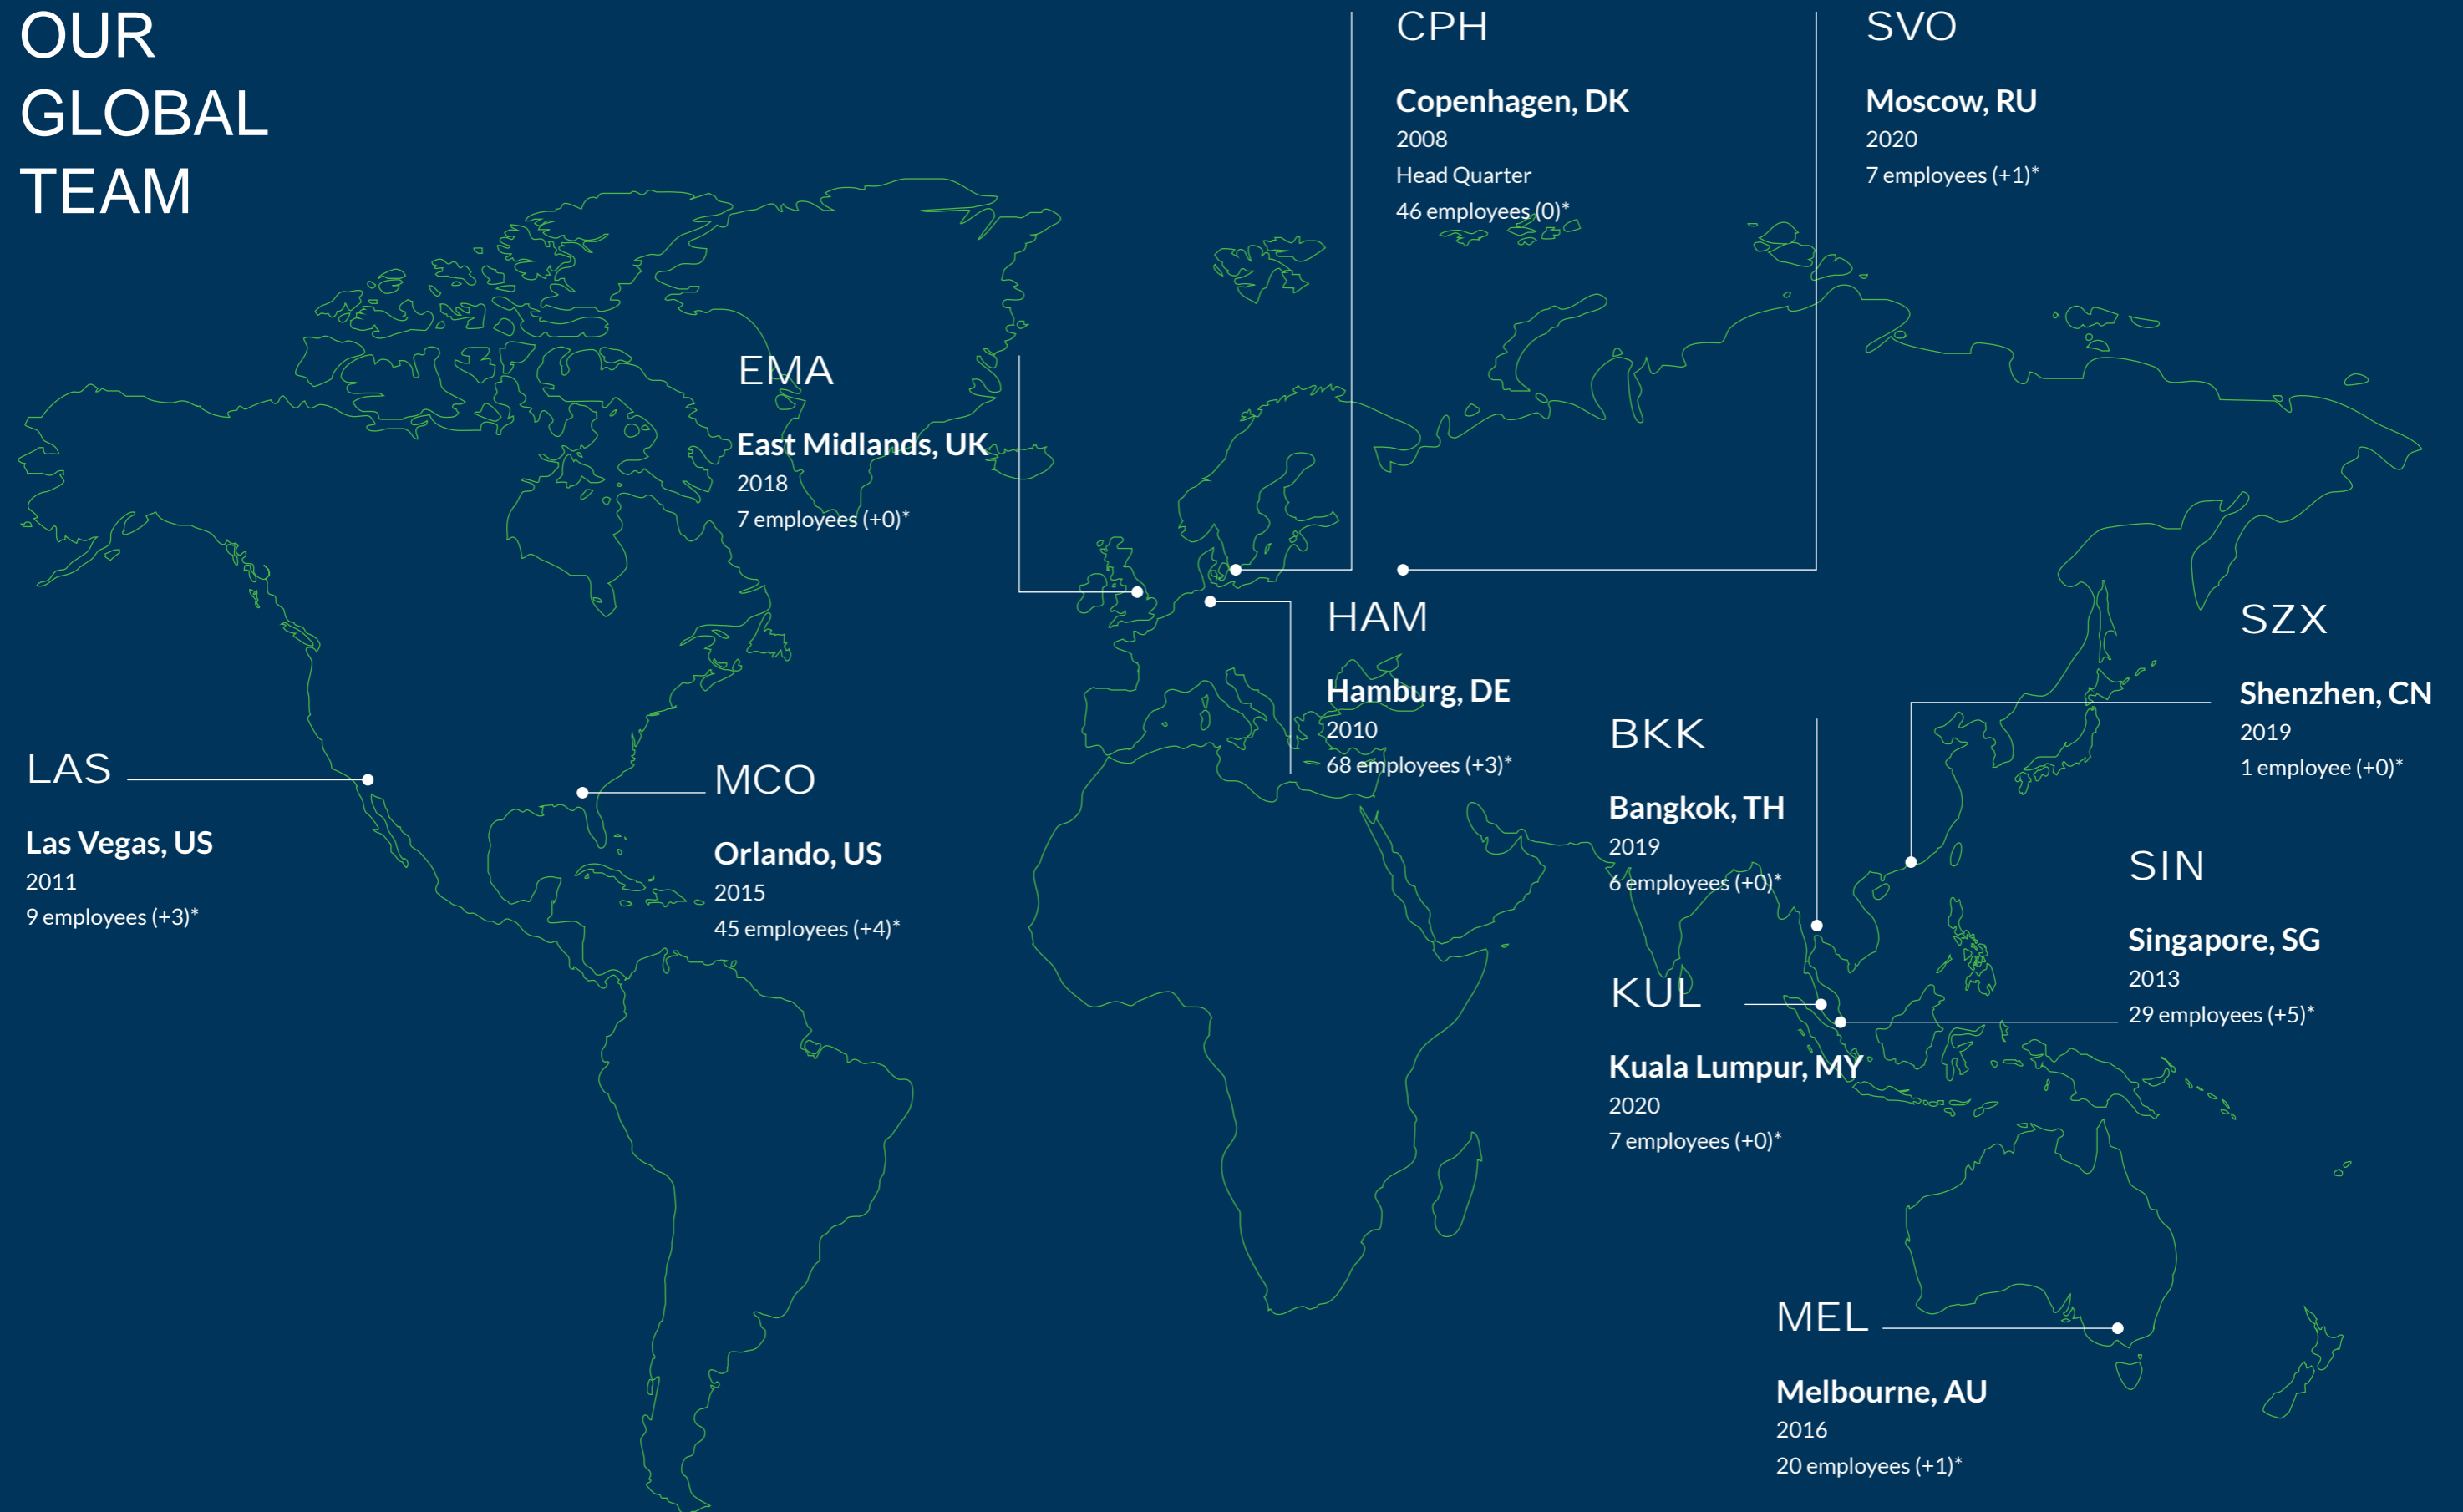 OUR
GLOBAL
TEAM
CPH
Copenhagen, DK
2008
Head Quarter
46 employees (0)*
SVO
Moscow, RU
2020
7 employees (+1)*
EMA
East Midlands, UK
2018
7 employees (+0)*
HAM
Hamburg, DE
2010
68 employees (+3)*
SZX
Shenzhen, CN
2019
1 employee (+0)*
LAS
Las Vegas, US
2011
9 employees (+3)*
MCO
Orlando, US
2015
45 employees (+4)*
BKK
Bangkok, TH
2019
6 employees (+0)*
SIN
Singapore, SG
2013
29 employees (+5)*
KUL
Kuala Lumpur, MY
2020
7 employees (+0)*
MEL
Melbourne, AU
2016
20 employees (+1)*